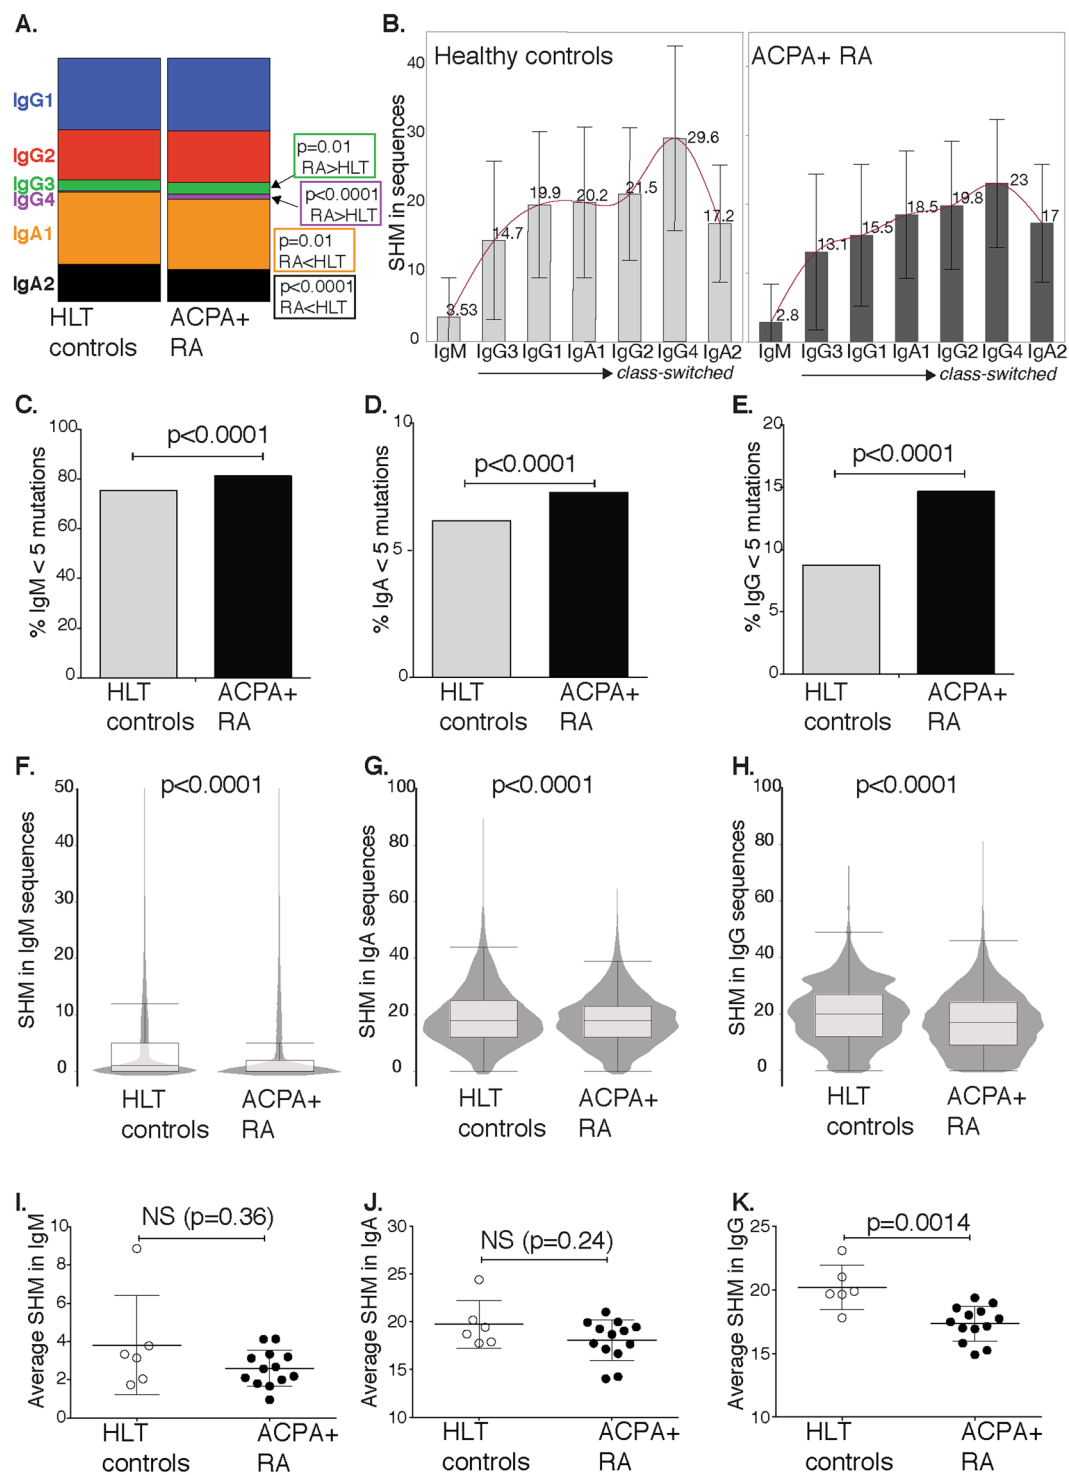 A.
IgG1
IgG2
IgG3
IgG4
IgA1
IgA2
p=0.01
RA>HLT
p<0.0001
RA>HLT
p=0.01
RA<HLT
p<0.0001
RA<HLT
HLT
controls
ACPA+
RA
B.
Healthy controls
ACPA+ RA
SHM in sequences
40
30
20
10
0
3.53
14.7
19.9
20.2
21.5
29.6
17.2
2.8
13.1
15.5
18.5
19.8
23
17
IgM IgG3 IgG1 IgA1 IgG2 IgG4 IgA2
class-switched
IgM IgG3 IgG1 IgA1 IgG2 IgG4 IgA2
class-switched
C.
% IgM < 5 mutations
100
80
60
40
20
0
p<0.0001
HLT
controls
ACPA+
RA
D.
% IgA < 5 mutations
10
5
0
p<0.0001
HLT
controls
ACPA+
RA
E.
% IgG < 5 mutations
20
15
10
5
0
p<0.0001
HLT
controls
ACPA+
RA
F.
SHM in IgM sequences
50
40
30
20
10
0
p<0.0001
HLT
controls
ACPA+
RA
G.
SHM in IgA sequences
100
80
60
40
20
0
p<0.0001
HLT
controls
ACPA+
RA
H.
SHM in IgG sequences
100
80
60
40
20
0
p<0.0001
HLT
controls
ACPA+
RA
I.
Average SHM in IgM
10
8
6
4
2
0
NS (p=0.36)
HLT
controls
ACPA+
RA
J.
Average SHM in IgA
30
25
20
15
10
NS (p=0.24)
HLT
controls
ACPA+
RA
K.
Average SHM in IgG
25
20
15
10
p=0.0014
HLT
controls
ACPA+
RA